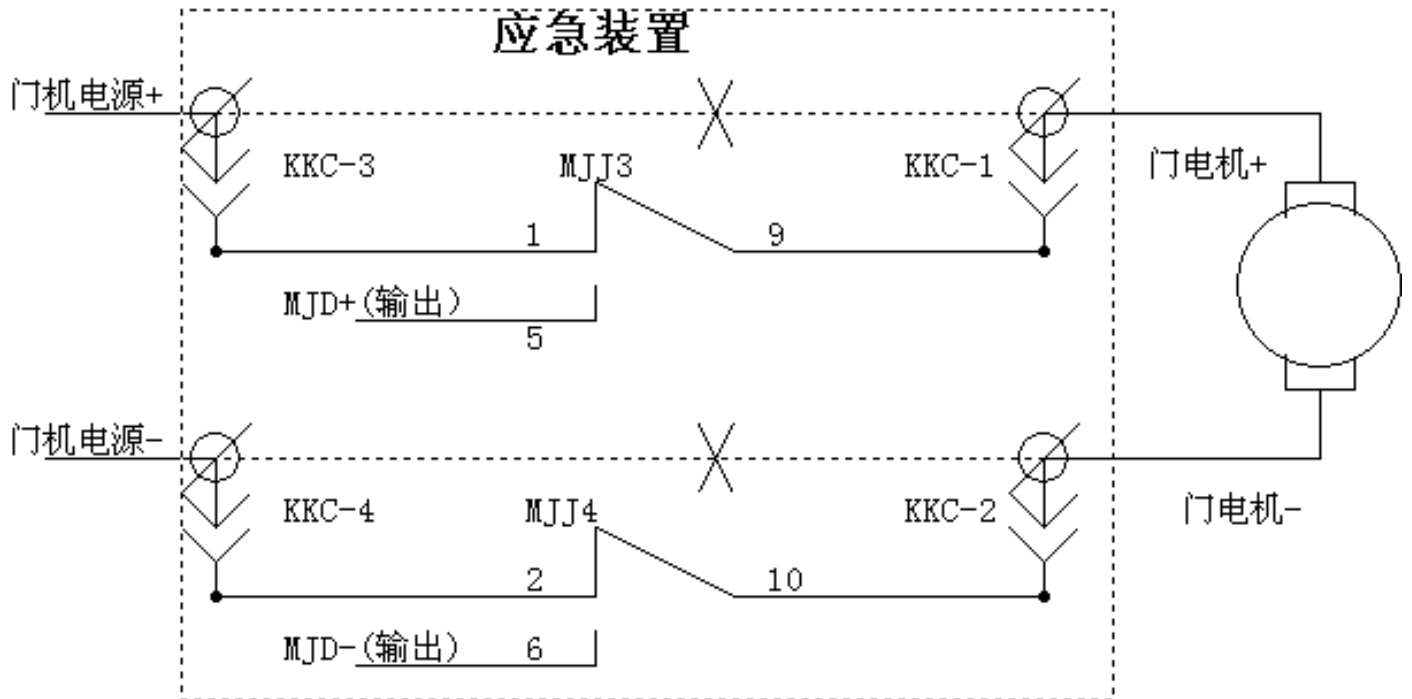 应急装置
门机电源+
KKC-3
MJJ3
KKC-1
门电机+
1
9
MJD+(输出)
5
门机电源-
KKC-4
MJJ4
KKC-2
门电机-
2
10
MJD-(输出)
6